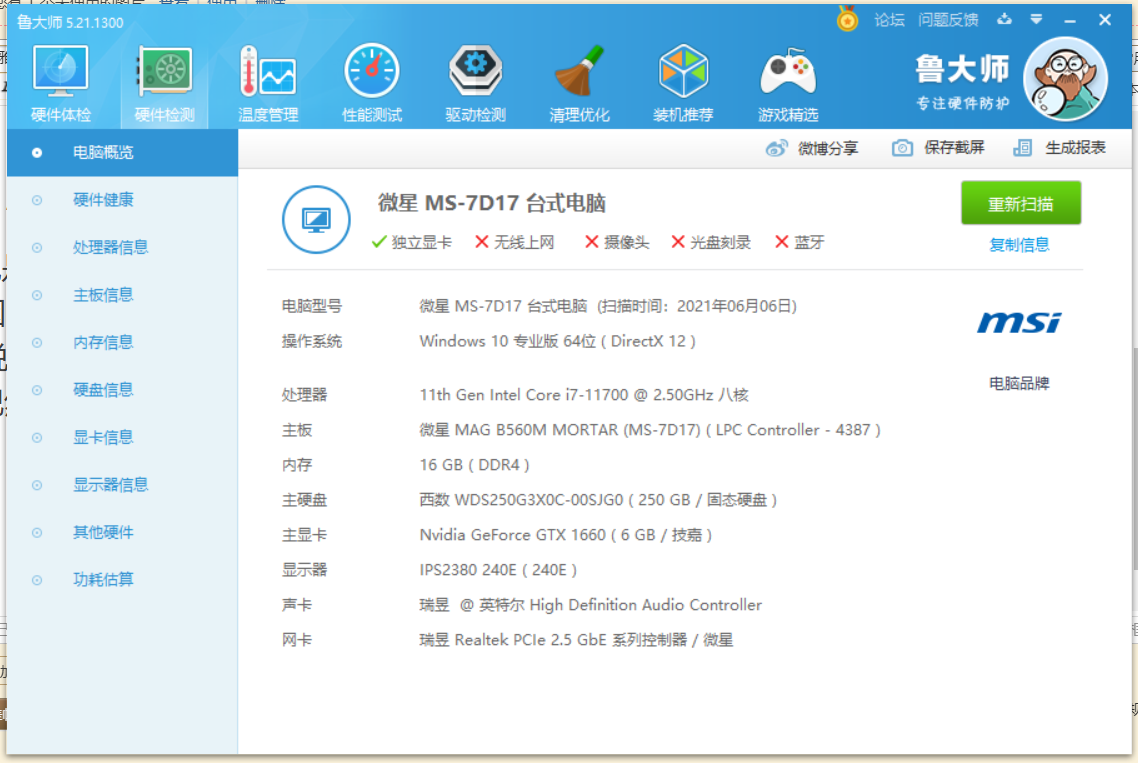 鲁大师 5.21.1300
论坛 问题反馈
硬件体检 硬件检测 温度管理 性能测试 驱动检测 清理优化 装机推荐 游戏精选
鲁大师
专注硬件防护
电脑概览
硬件健康
处理器信息
主板信息
内存信息
硬盘信息
显卡信息
显示器信息
其他硬件
功耗估算
微博分享 保存截屏 生成报表
微星 MS-7D17 台式电脑
独立显卡 无线上网 摄像头 光盘刻录 蓝牙
重新扫描
复制信息
电脑型号 微星 MS-7D17 台式电脑 (扫描时间：2021年06月06日)
操作系统 Windows 10 专业版 64位 ( DirectX 12 )
msi
电脑品牌
处理器 11th Gen Intel Core i7-11700 @ 2.50GHz 八核
主板 微星 MAG B560M MORTAR (MS-7D17) ( LPC Controller - 4387 )
内存 16 GB ( DDR4 )
主硬盘 西数 WDS250G3X0C-00SJG0 ( 250 GB / 固态硬盘 )
主显卡 Nvidia GeForce GTX 1660 ( 6 GB / 技嘉 )
显示器 IPS2380 240E ( 240E )
声卡 瑞昱 @ 英特尔 High Definition Audio Controller
网卡 瑞昱 Realtek PCIe 2.5 GbE 系列控制器 / 微星